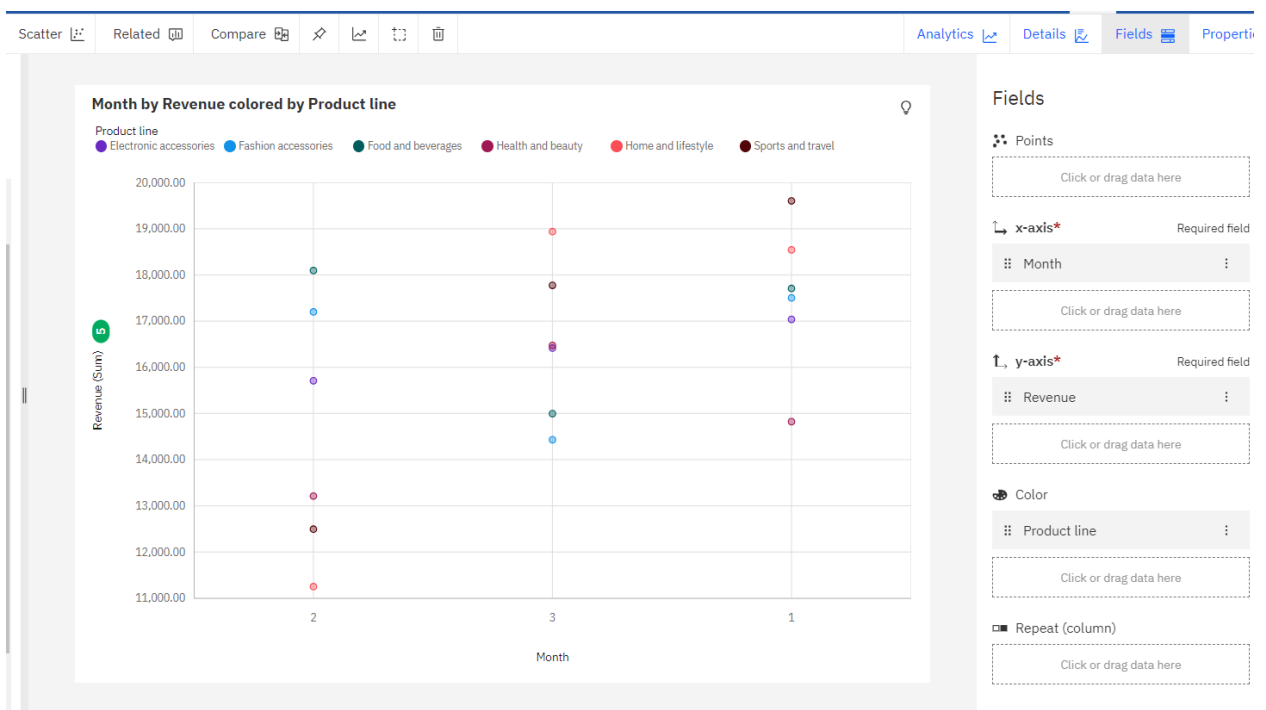 Scatter Related Compare Analytics Details Fields Properti
Month by Revenue colored by Product line
Product line
Electronic accessories Fashion accessories Food and beverages Health and beauty Home and lifestyle Sports and travel
20,000.00
19,000.00
18,000.00
17,000.00
16,000.00
15,000.00
14,000.00
13,000.00
12,000.00
11,000.00
Revenue (Sum) 5
2 3 1
Month
Fields
Points
Click or drag data here
x-axis* Required field
Month
Click or drag data here
y-axis* Required field
Revenue
Click or drag data here
Color
Product line
Click or drag data here
Repeat (column)
Click or drag data here